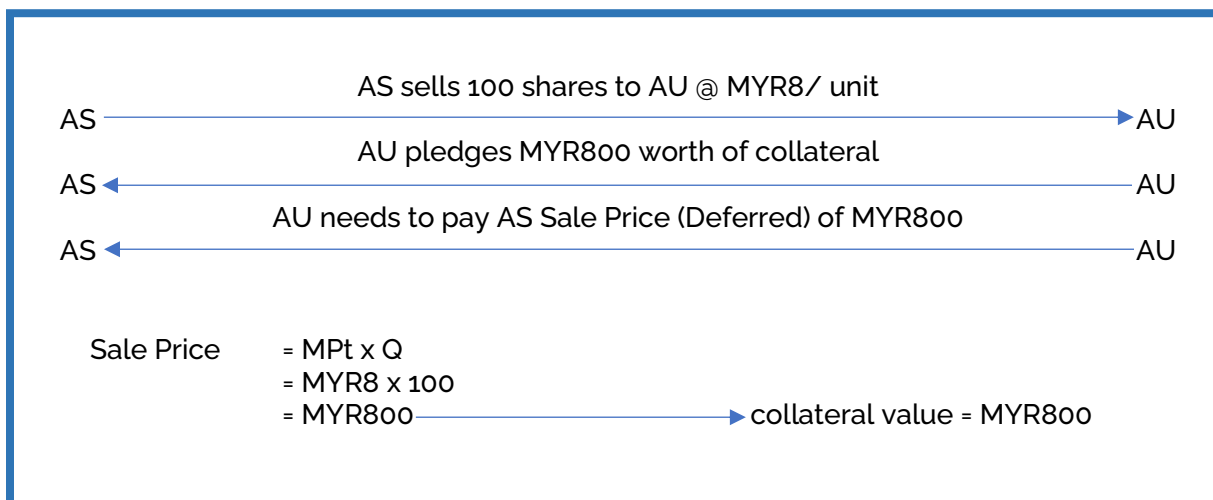 AS sells 100 shares to AU @ MYR8/ unit
AS AU
AU pledges MYR800 worth of collateral
AS AU
AU needs to pay AS Sale Price (Deferred) of MYR800
AS AU
Sale Price = MPt x Q
= MYR8 x 100
= MYR800 collateral value = MYR800